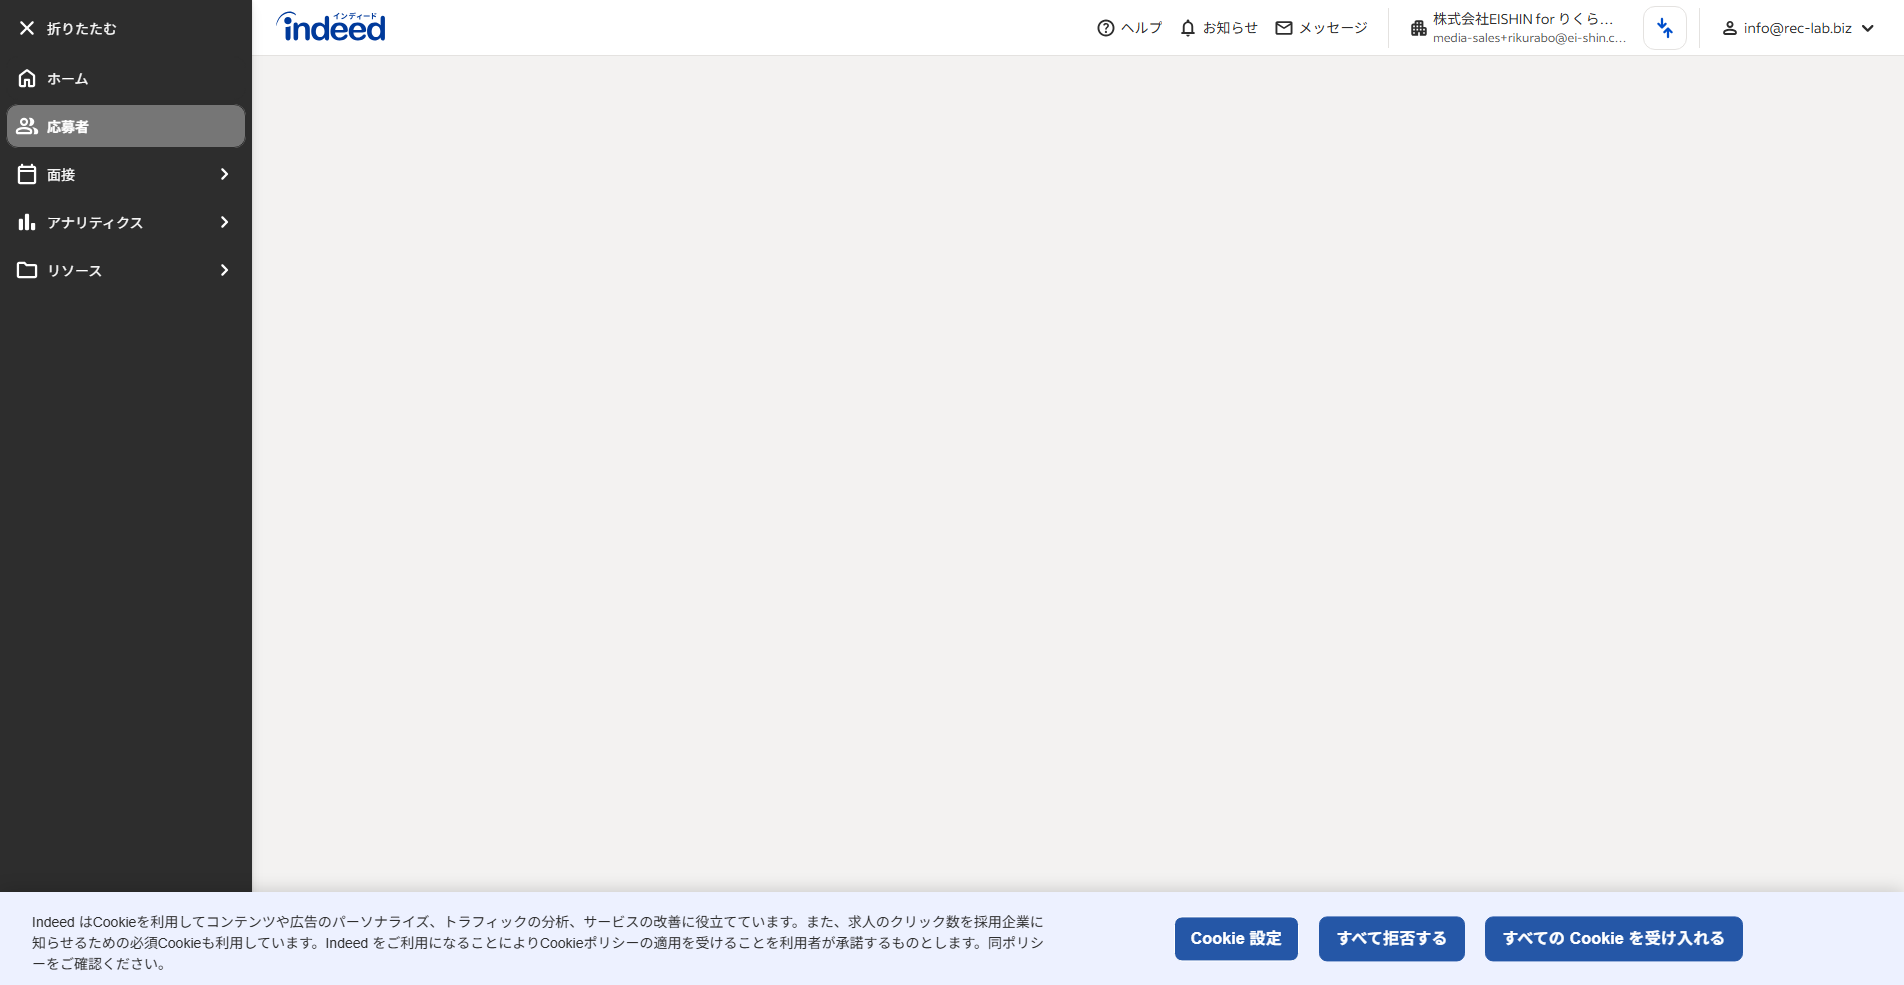 折りたたむ
ホーム
応募者
面接
アナリティクス
リソース
インディード
indeed
ヘルプ
お知らせ
メッセージ
株式会社EISHIN for りくら...
media-sales+rikurabo@ei-shin.c...
info@rec-lab.biz
Indeed はCookieを利用してコンテンツや広告のパーソナライズ、トラフィックの分析、サービスの改善に役立てています。また、求人のクリック数を採用企業に
知らせるための必須Cookieも利用しています。Indeed をご利用になることによりCookieポリシーの適用を受けることを利用者が承諾するものとします。同ポリシ
ーをご確認ください。
Cookie 設定
すべて拒否する
すべての Cookie を受け入れる